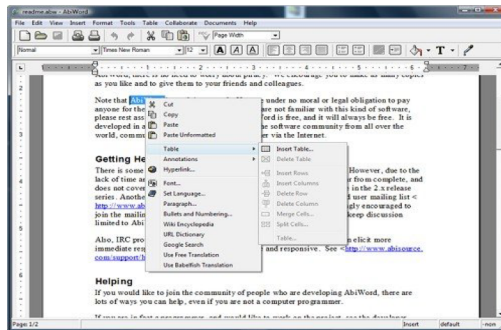 readme.abw - AbiWord
File Edit View Insert Format Tools Table Collaborate Documents Help
Page Width
Normal Times New Roman 12 A A A
as you like and to give them to your friends and colleagues.
Note that
under no moral or legal obligation to pay
anyone for the
are not familiar with this kind of software,
please rest ass
Word is free, and it will always be free. It is
developed in a
he software community from all over the
world, commu
er via the Internet.
Cut
Copy
Paste
Paste Unformatted
Table
Annotations
Hyperlink...
Font...
Set Language...
Paragraph...
Bullets and Numbering...
Wiki Encyclopedia
URL Dictionary
Google Search
Use Free Translation
Use Babelfish Translation
Insert Table...
Delete Table
Insert Rows
Insert Columns
Delete Row
Delete Column
Merge Cells...
Split Cells...
Table...
Getting He
There is some
However, due to the
lack of time an
r from complete, and
does not cover
in the 2.x release
series. Anothe
d user mailing list <
http://www.ab
gly encouraged to
join the mailin
keep discussion
limited to Abi
Also, IRC pro
n elicit more
immediate resp
and responsive. See <http://www.abisource.
com/support/h
Helping
If you would like to join the community of people who are developing AbiWord, there are
lots of ways you can help, even if you are not a computer programmer.
Page: 1/2 Insert default